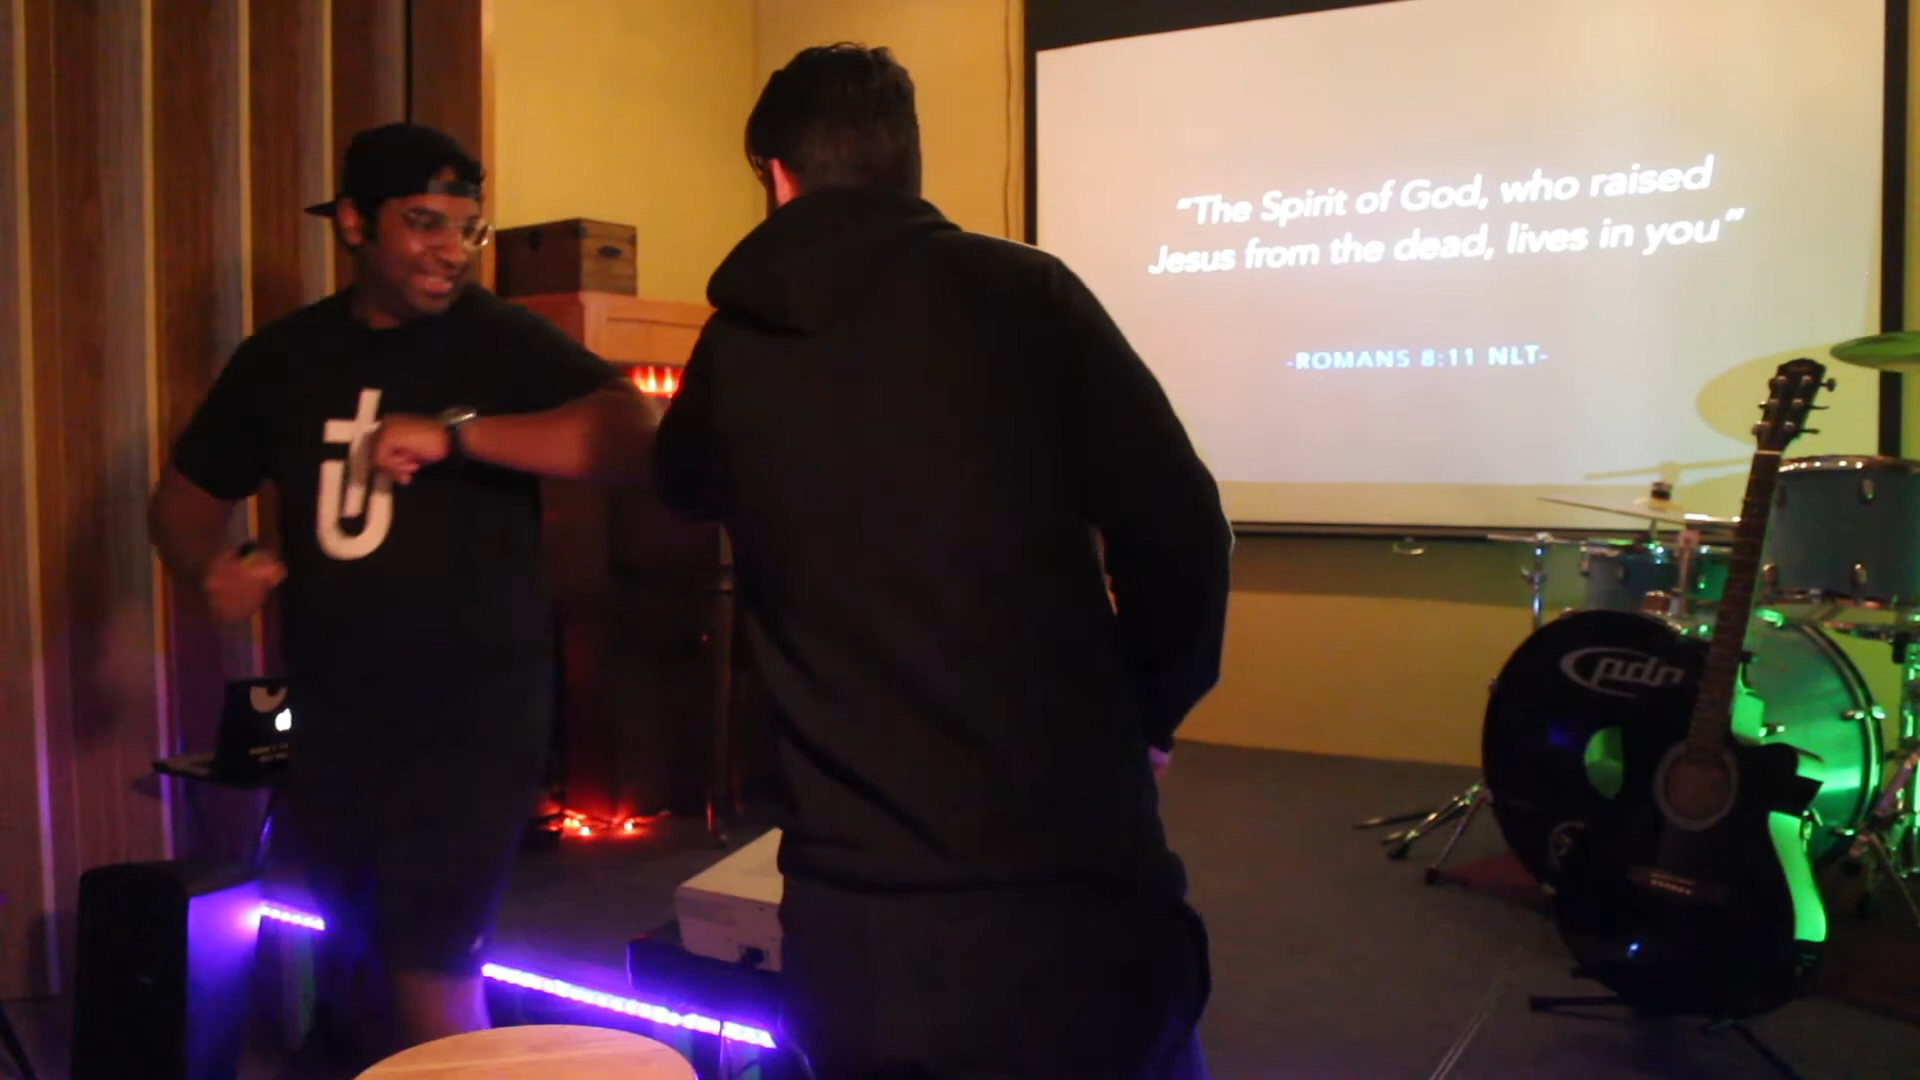 “The Spirit of God, who raised
Jesus from the dead, lives in you”
-ROMANS 8:11 NLT-
pdp